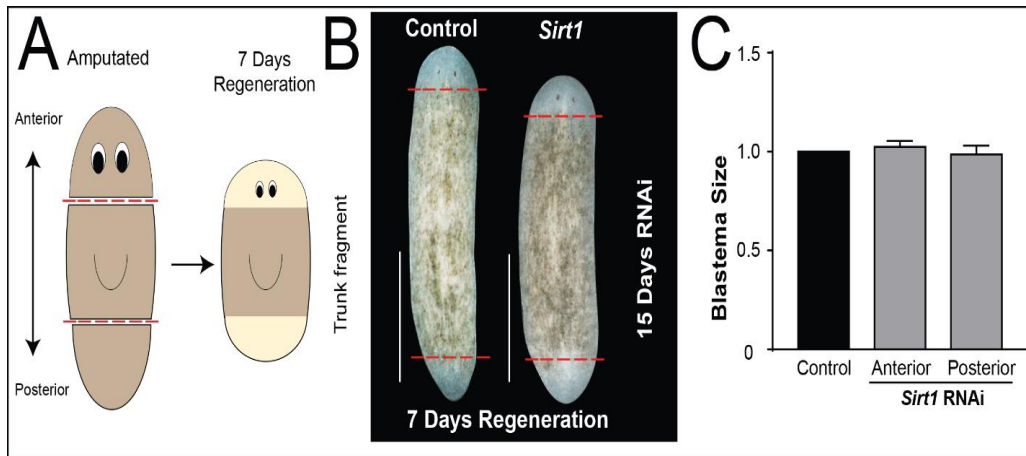 A
Amputated
7 Days
Regeneration
Anterior
Posterior
B
Control
Sirt1
Trunk fragment
15 Days RNAi
7 Days Regeneration
C
Blastema Size
1.5
1.0
0.5
0
Control
Anterior
Posterior
Sirt1 RNAi